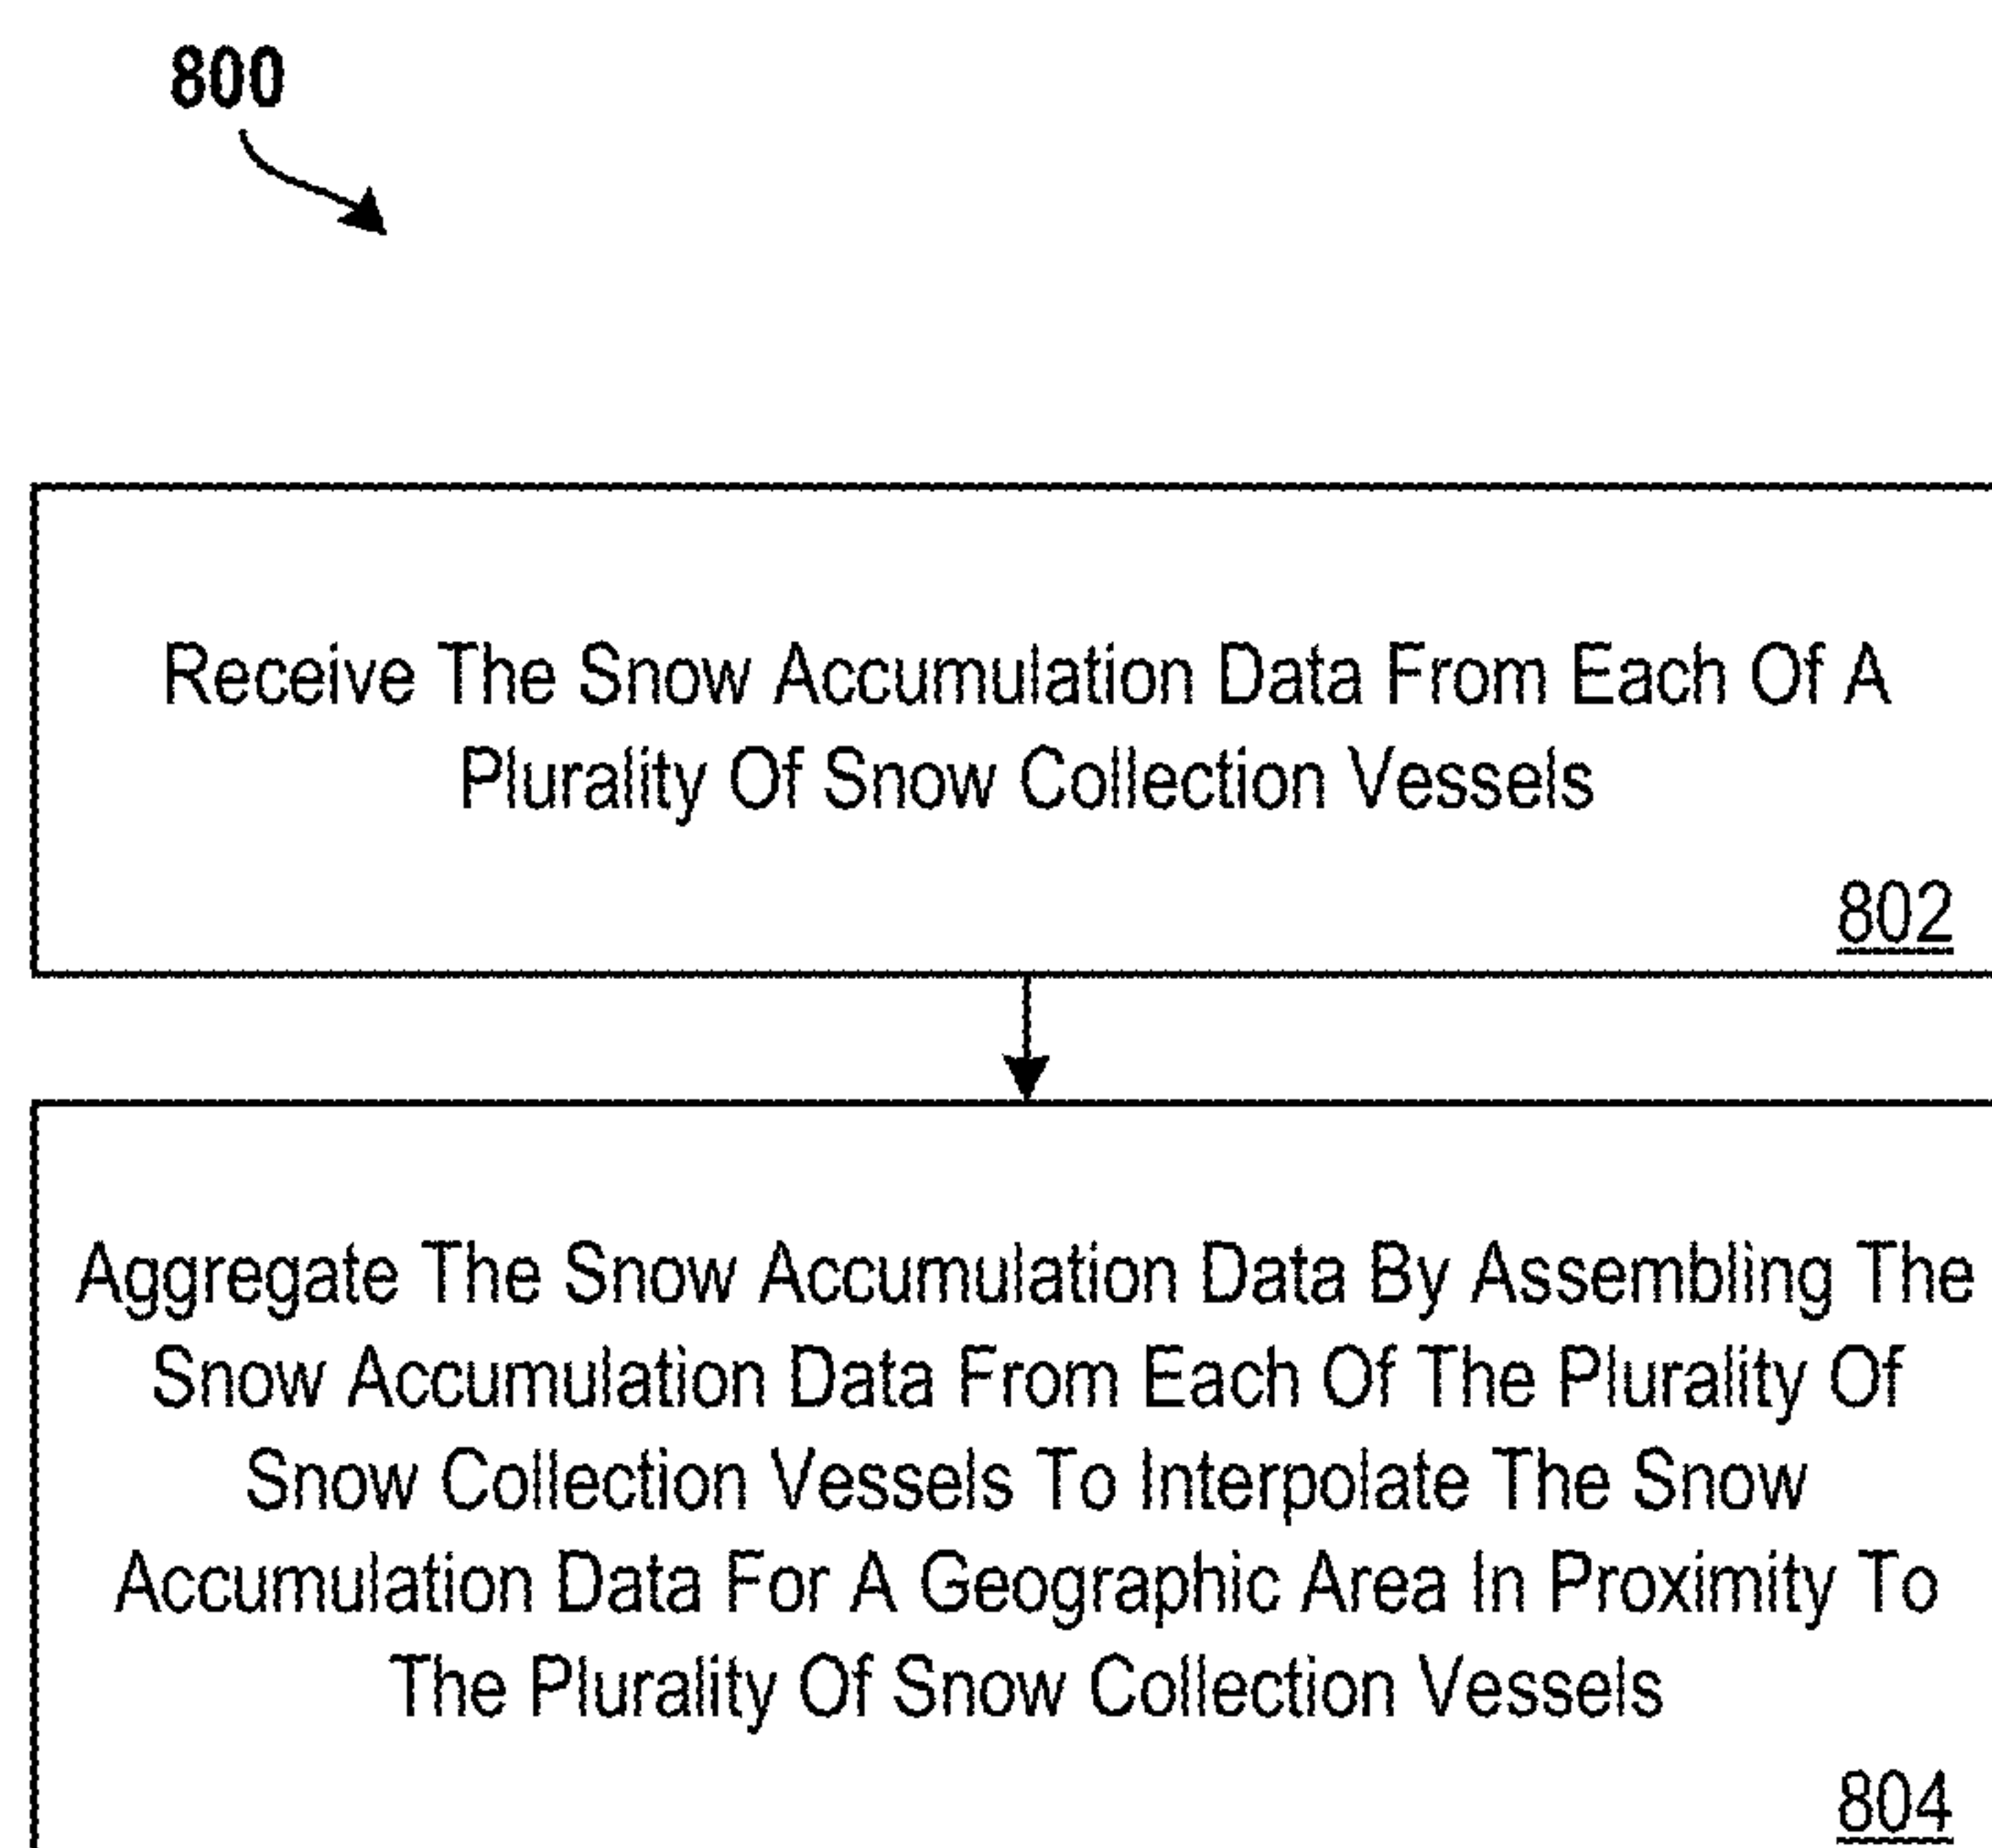 800
Receive The Snow Accumulation Data From Each Of A
Plurality Of Snow Collection Vessels
802
Aggregate The Snow Accumulation Data By Assembling The
Snow Accumulation Data From Each Of The Plurality Of
Snow Collection Vessels To Interpolate The Snow
Accumulation Data For A Geographic Area In Proximity To
The Plurality Of Snow Collection Vessels
804